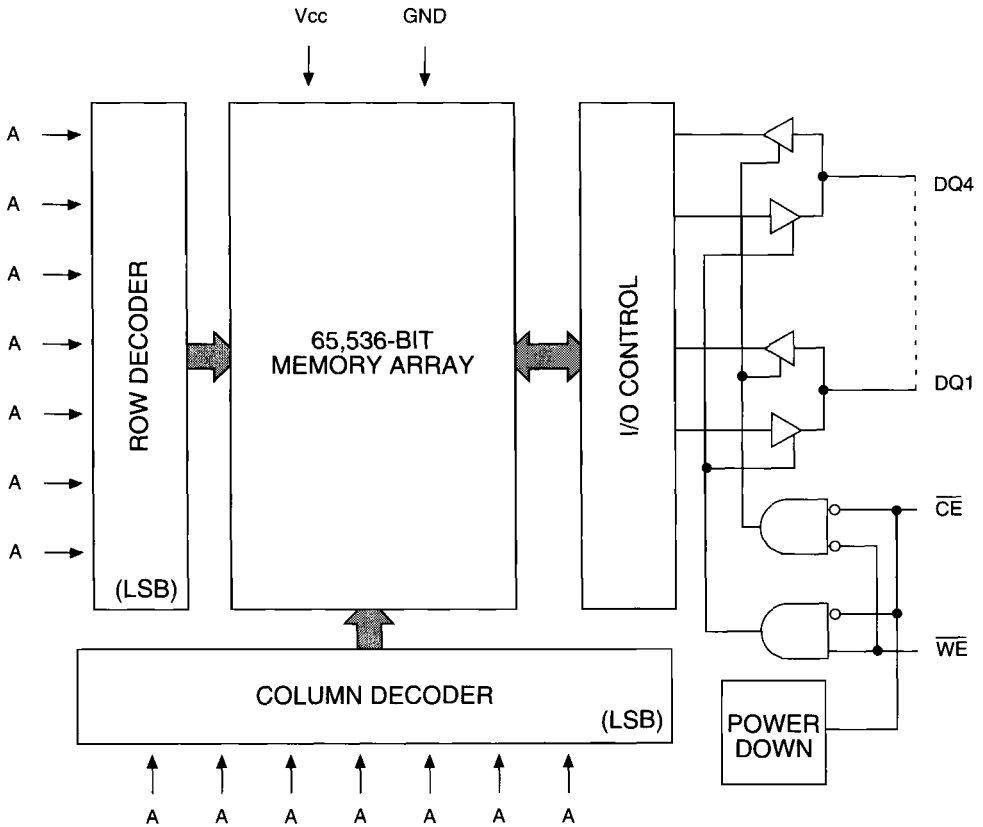 Vcc GND
A
A
A
A
A
A
A
ROW DECODER
(LSB)
65,536-BIT
MEMORY ARRAY
I/O CONTROL
DQ4
DQ1
CE
WE
COLUMN DECODER
(LSB)
POWER
DOWN
A A A A A A A